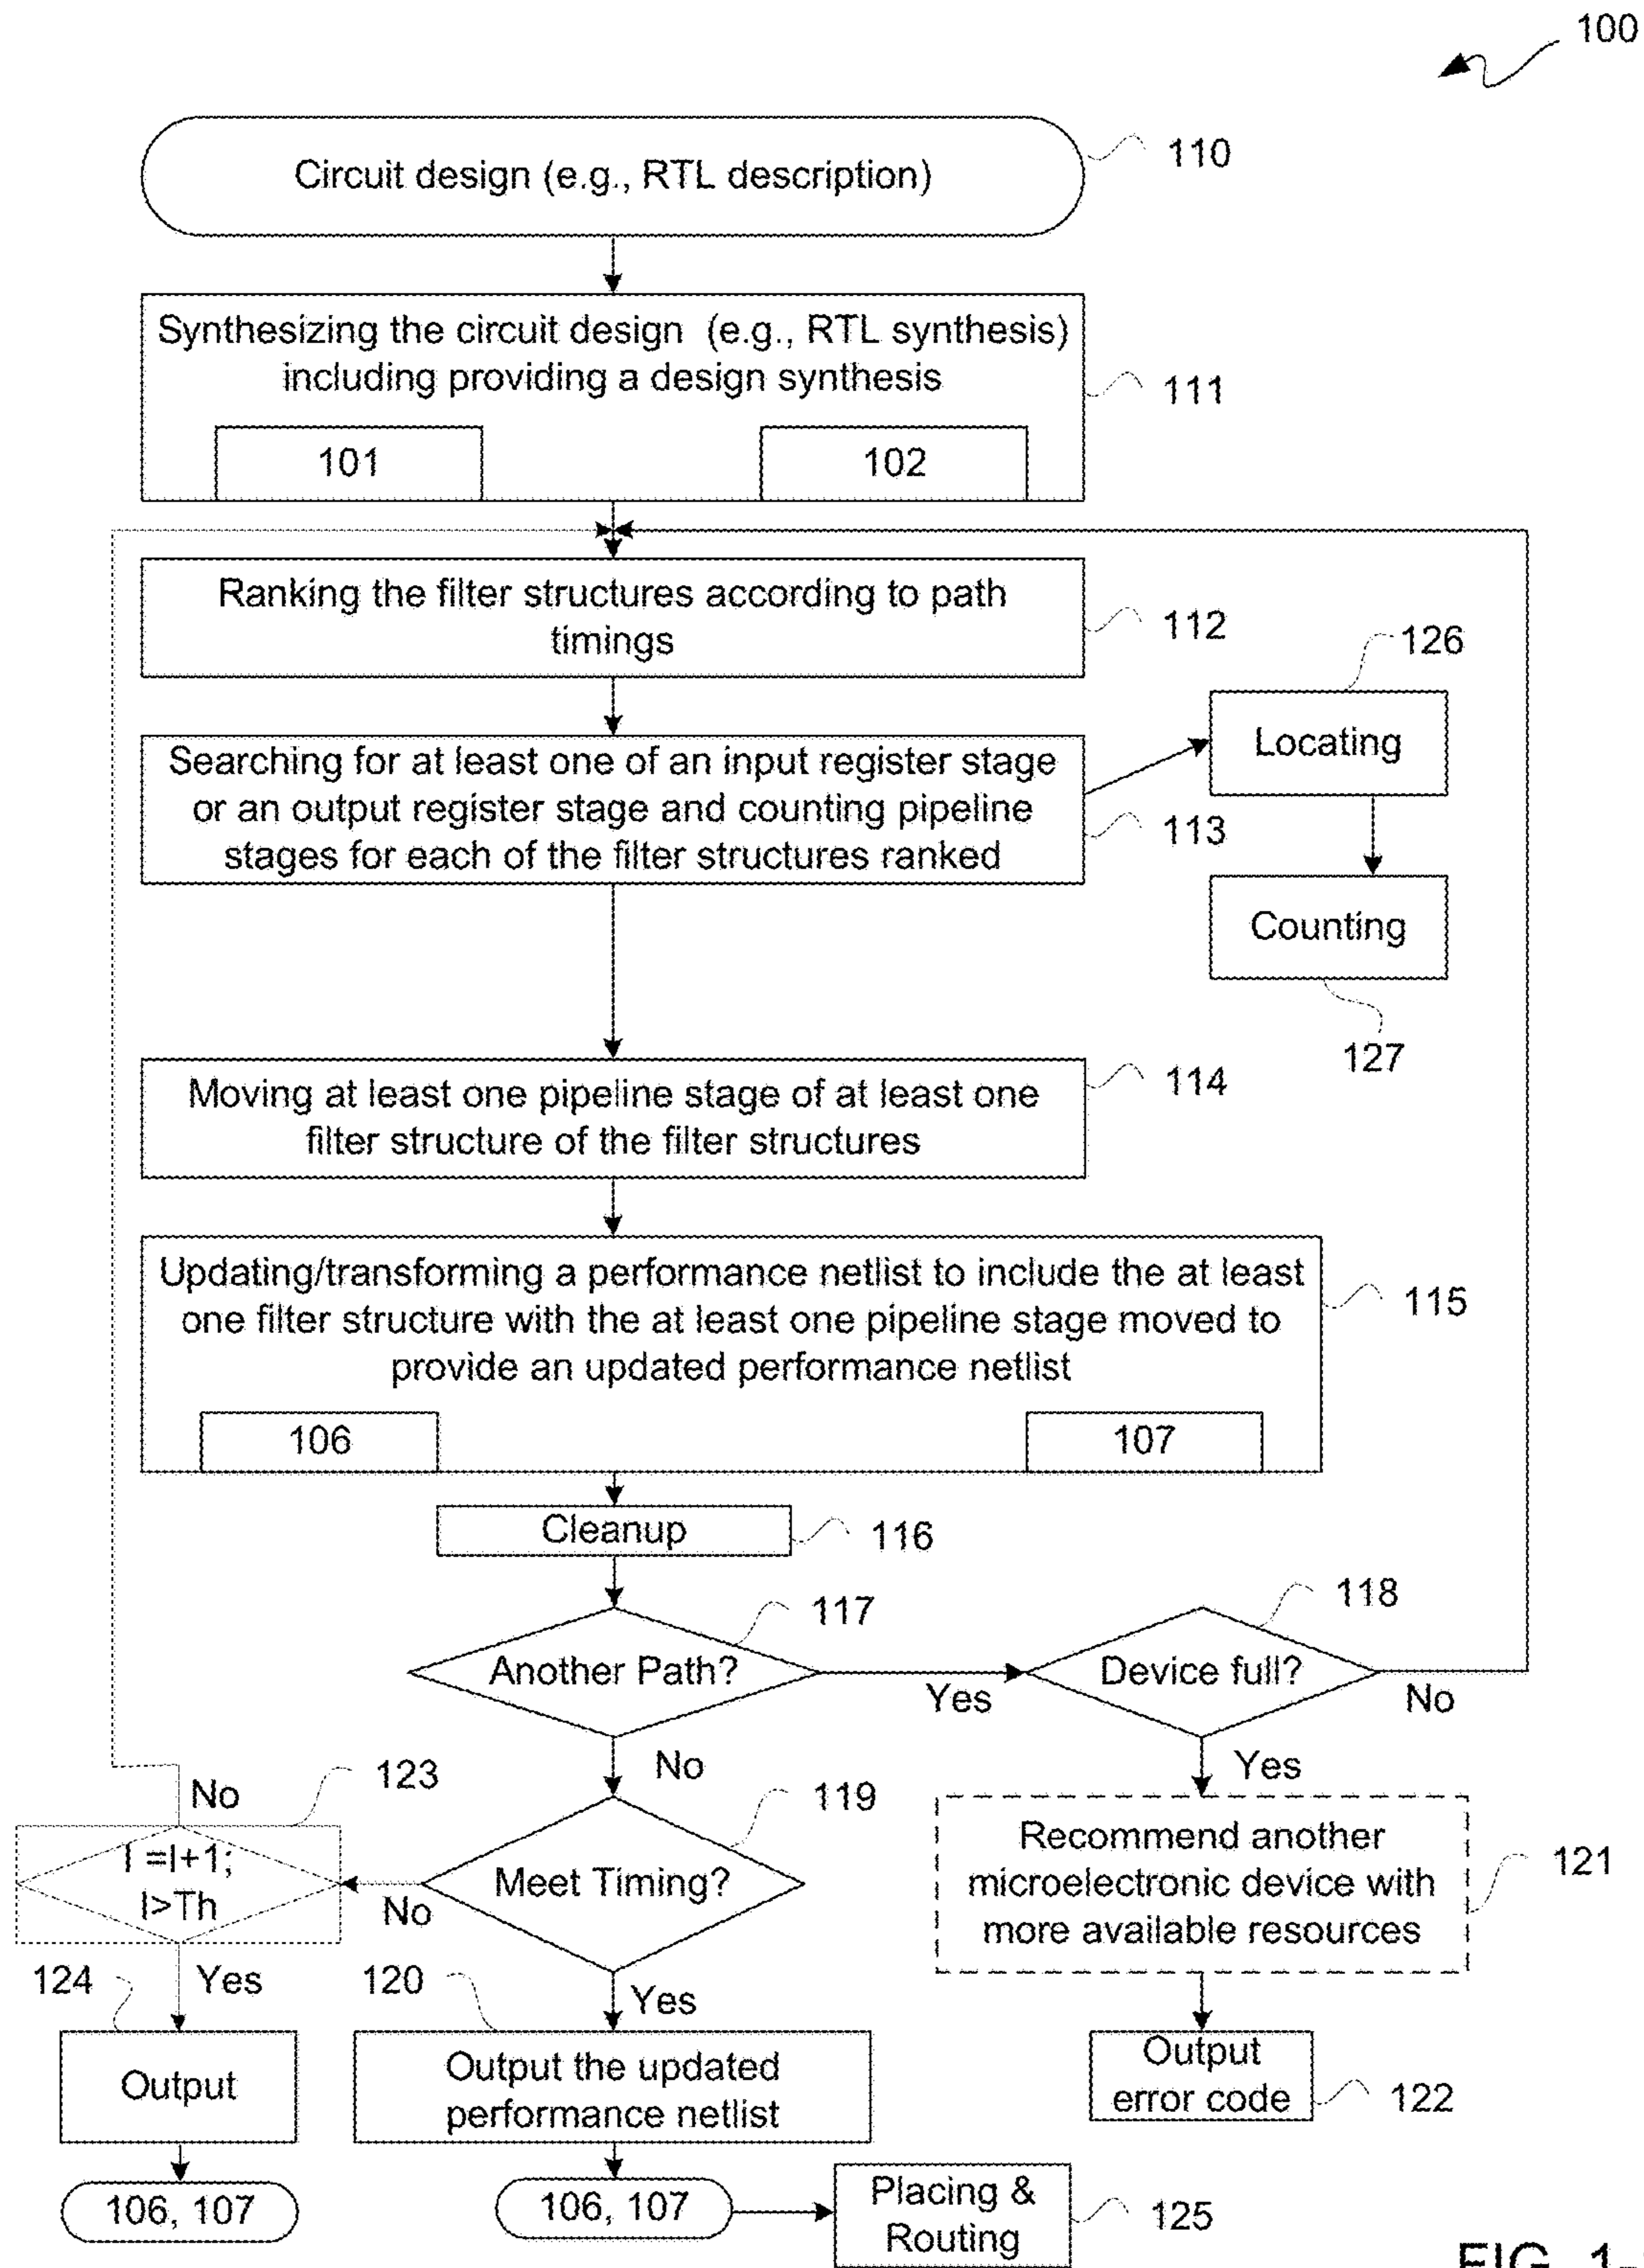 100
Circuit design (e.g., RTL description)
110
Synthesizing the circuit design (e.g., RTL synthesis)
including providing a design synthesis
111
101
102
Ranking the filter structures according to path
timings
112
126
Locating
Searching for at least one of an input register stage
or an output register stage and counting pipeline
stages for each of the filter structures ranked
113
Counting
127
Moving at least one pipeline stage of at least one
filter structure of the filter structures
114
Updating/transforming a performance netlist to include the at least
one filter structure with the at least one pipeline stage moved to
provide an updated performance netlist
115
106
107
Cleanup
116
117
118
Another Path?
Yes
Device full?
No
No
Yes
123
No
119
I =I+1;
I>Th
No
Meet Timing?
Recommend another
microelectronic device with
more available resources
121
124
Yes
120
Yes
Output
Output the updated
performance netlist
Output
error code
122
106, 107
106, 107
Placing &
Routing
125